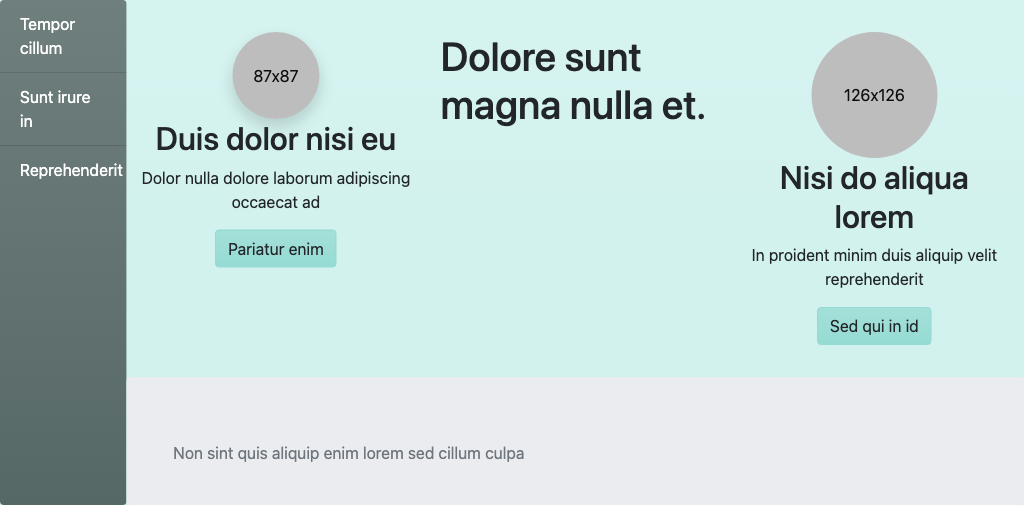 Tempor
cillum
Sunt irure
in
Reprehenderit
87x87
Duis dolor nisi eu
Dolor nulla dolore laborum adipiscing
occaecat ad
Pariatur enim
Dolore sunt
magna nulla et.
126x126
Nisi do aliqua
lorem
In proident minim duis aliquip velit
reprehenderit
Sed qui in id
Non sint quis aliquip enim lorem sed cillum culpa